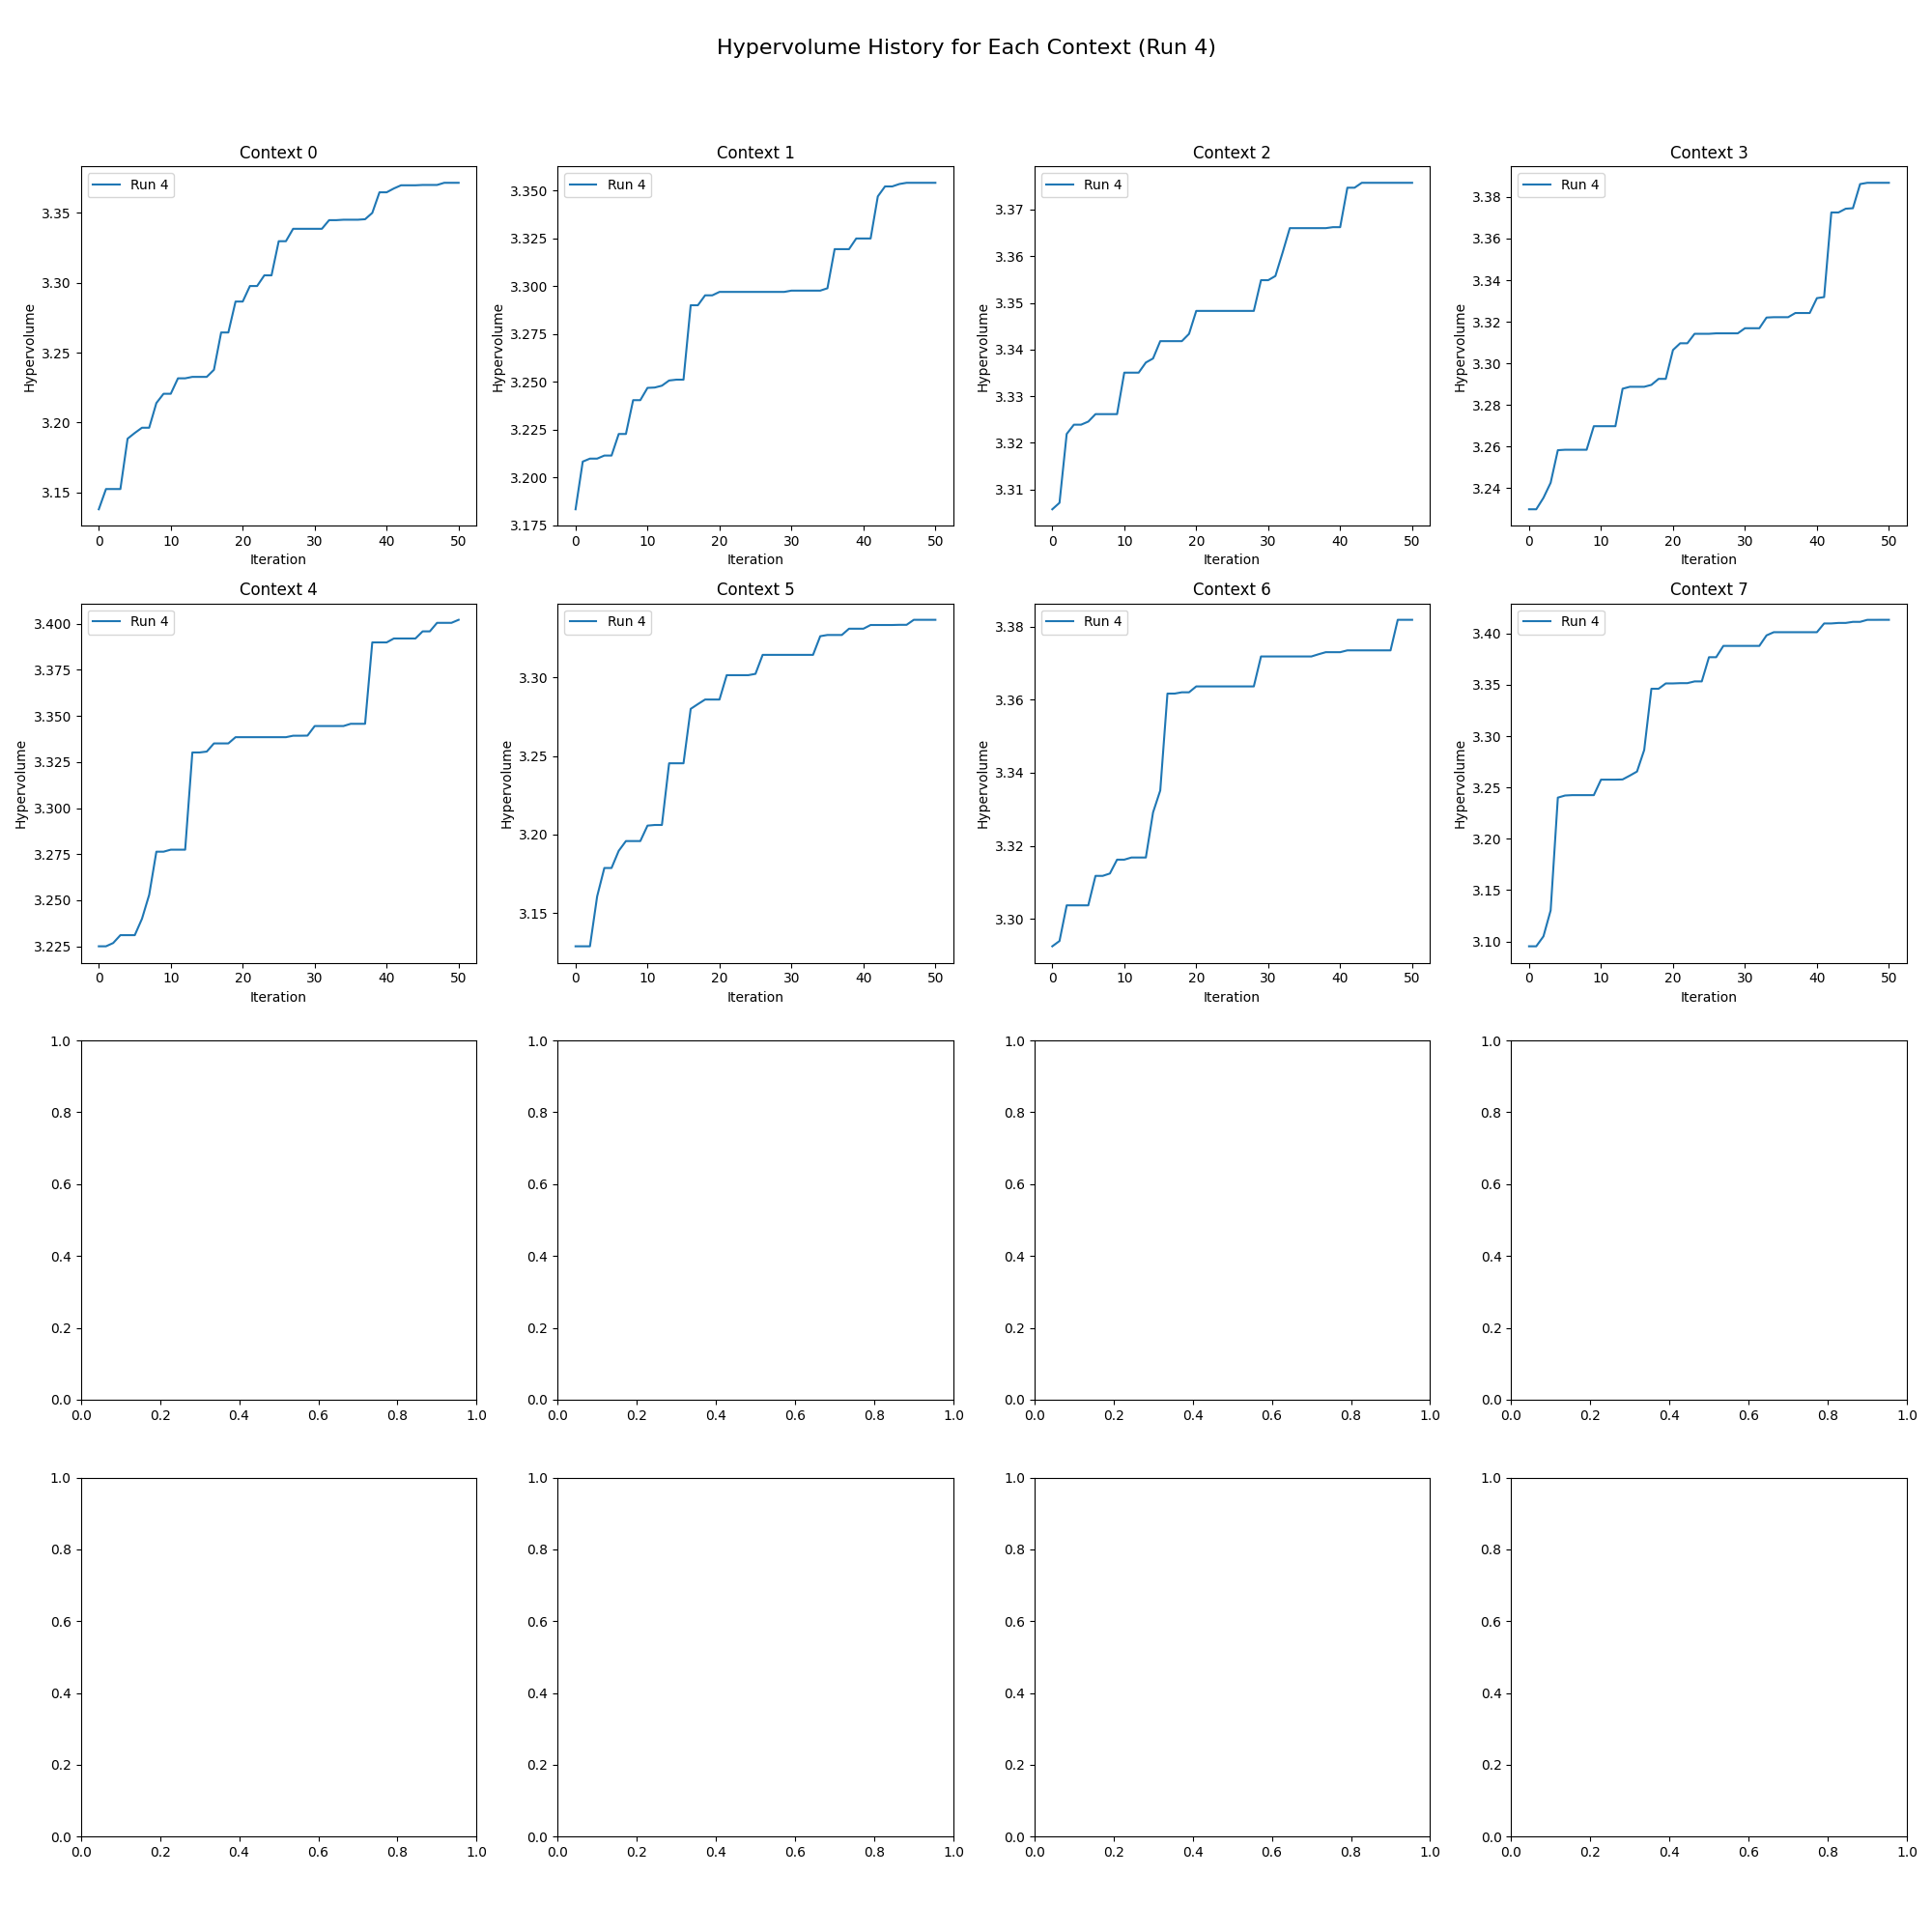 Hypervolume History for Each Context (Run 4)
Context 0
Run 4
3.35
3.30
3.25
3.20
3.15
Hypervolume
0 10 20 30 40 50
Iteration
Context 1
Run 4
3.350
3.325
3.300
3.275
3.250
3.225
3.200
3.175
Hypervolume
0 10 20 30 40 50
Iteration
Context 2
Run 4
3.37
3.36
3.35
3.34
3.33
3.32
3.31
Hypervolume
0 10 20 30 40 50
Iteration
Context 3
Run 4
3.38
3.36
3.34
3.32
3.30
3.28
3.26
3.24
Hypervolume
0 10 20 30 40 50
Iteration
Context 4
Run 4
3.400
3.375
3.350
3.325
3.300
3.275
3.250
3.225
Hypervolume
0 10 20 30 40 50
Iteration
Context 5
Run 4
3.30
3.25
3.20
3.15
Hypervolume
0 10 20 30 40 50
Iteration
Context 6
Run 4
3.38
3.36
3.34
3.32
3.30
Hypervolume
0 10 20 30 40 50
Iteration
Context 7
Run 4
3.40
3.35
3.30
3.25
3.20
3.15
3.10
Hypervolume
0 10 20 30 40 50
Iteration
1.0
0.8
0.6
0.4
0.2
0.0
0.0 0.2 0.4 0.6 0.8 1.0
1.0
0.8
0.6
0.4
0.2
0.0
0.0 0.2 0.4 0.6 0.8 1.0
1.0
0.8
0.6
0.4
0.2
0.0
0.0 0.2 0.4 0.6 0.8 1.0
1.0
0.8
0.6
0.4
0.2
0.0
0.0 0.2 0.4 0.6 0.8 1.0
1.0
0.8
0.6
0.4
0.2
0.0
0.0 0.2 0.4 0.6 0.8 1.0
1.0
0.8
0.6
0.4
0.2
0.0
0.0 0.2 0.4 0.6 0.8 1.0
1.0
0.8
0.6
0.4
0.2
0.0
0.0 0.2 0.4 0.6 0.8 1.0
1.0
0.8
0.6
0.4
0.2
0.0
0.0 0.2 0.4 0.6 0.8 1.0